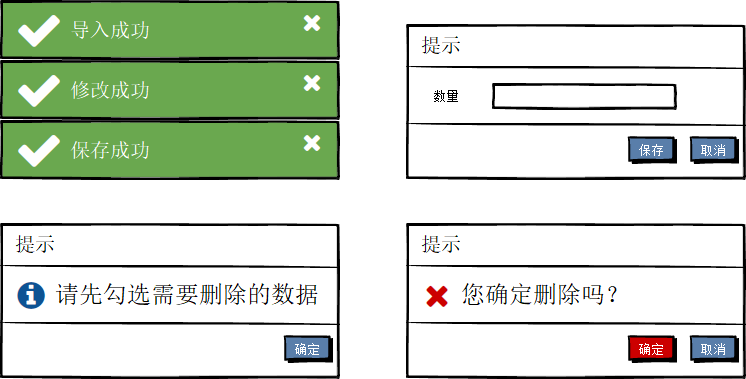 导入成功
修改成功
保存成功
提示
数量
保存 取消
提示
请先勾选需要删除的数据
确定
提示
您确定删除吗？
确定 取消